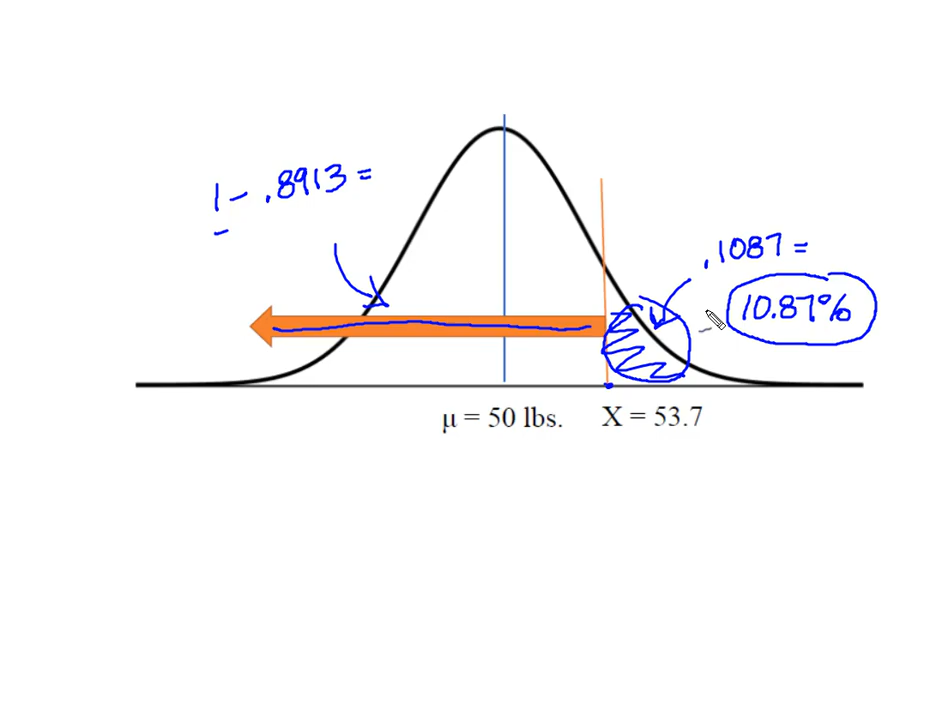 1 - .8913 =
.1087 =
10.87%
μ = 50 lbs.
X = 53.7